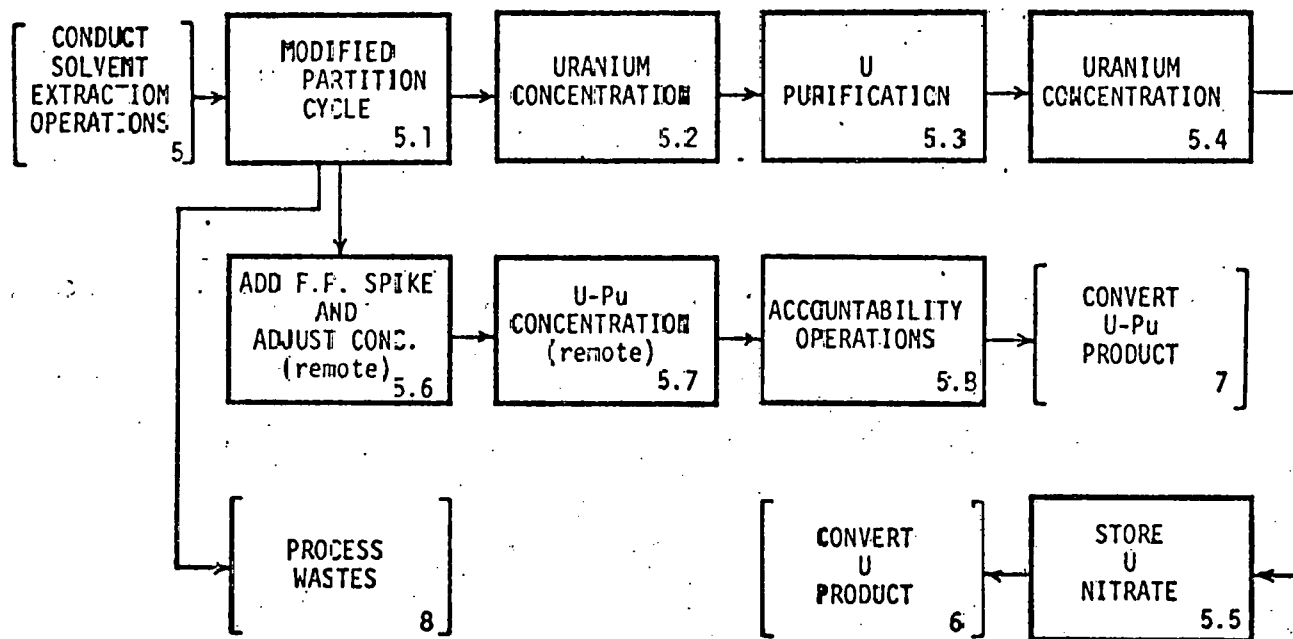 CONDUCT
SOLVENT
EXTRACTION
OPERATIONS
5
MODIFIED
PARTITION
CYCLE
5.1
URANIUM
CONCENTRATION
5.2
U
PURIFICATION
5.3
URANIUM
CONCENTRATION
5.4
ADD F.P. SPIKE
AND
ADJUST CONC.
(remote)
5.6
U-Pu
CONCENTRATION
(remote)
5.7
ACCOUNTABILITY
OPERATIONS
5.8
CONVERT
U-Pu
PRODUCT
7
PROCESS
WASTES
8
CONVERT
U
PRODUCT
6
STORE
U
NITRATE
5.5